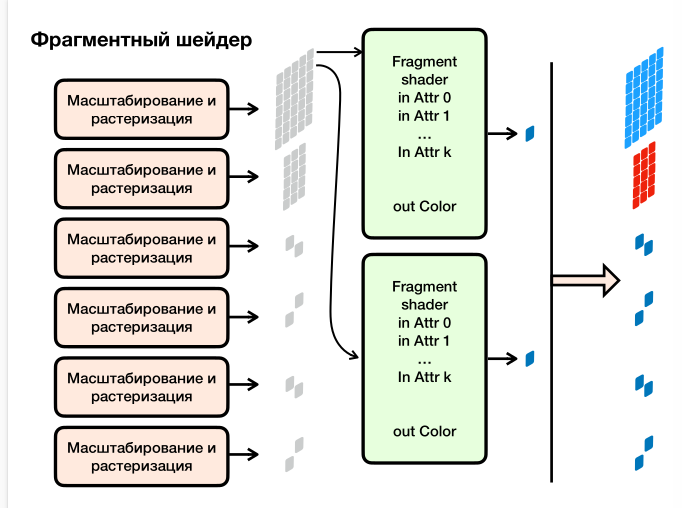 Фрагментный шейдер
Масштабирование и
растеризация
Масштабирование и
растеризация
Масштабирование и
растеризация
Масштабирование и
растеризация
Масштабирование и
растеризация
Масштабирование и
растеризация
Fragment
shader
in Attr 0
in Attr 1
...
In Attr k
out Color
Fragment
shader
in Attr 0
in Attr 1
...
In Attr k
out Color